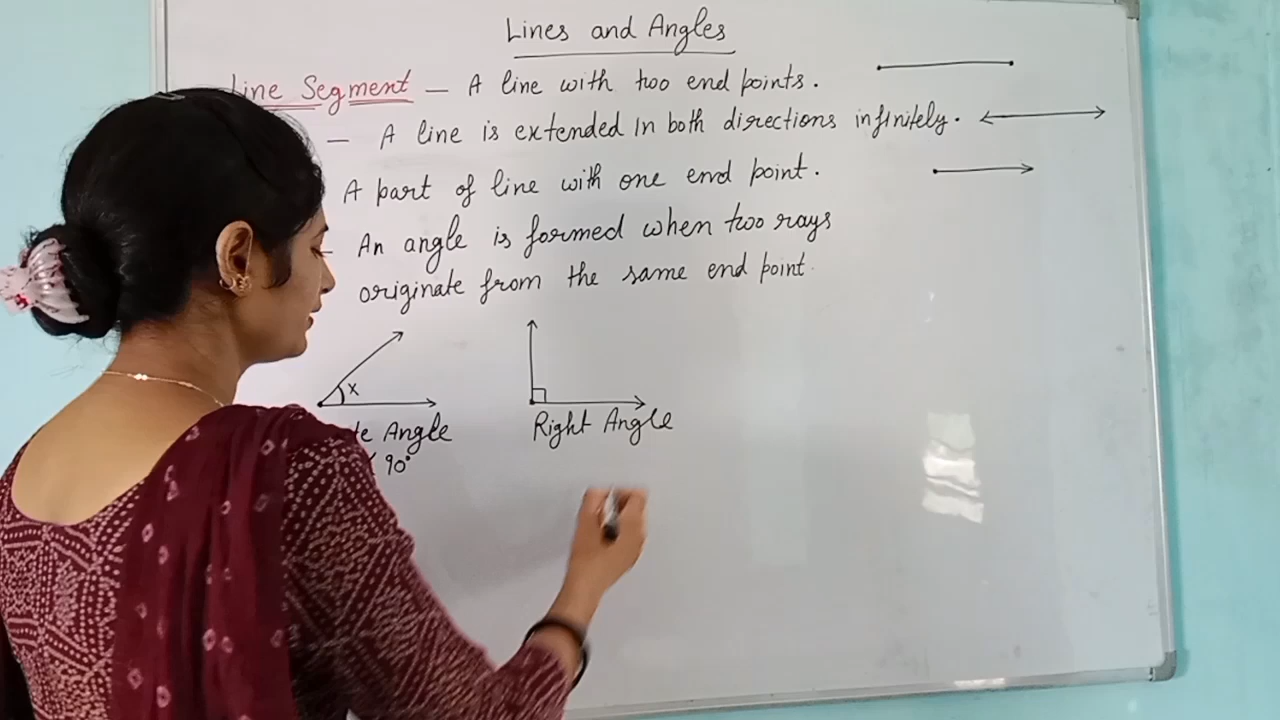 Lines and Angles
Line Segment — A line with two end points.
— A line is extended in both directions infinitely.
A part of line with one end point.
— An angle is formed when two rays
originate from the same end point.
x
Angle Right Angle
90°